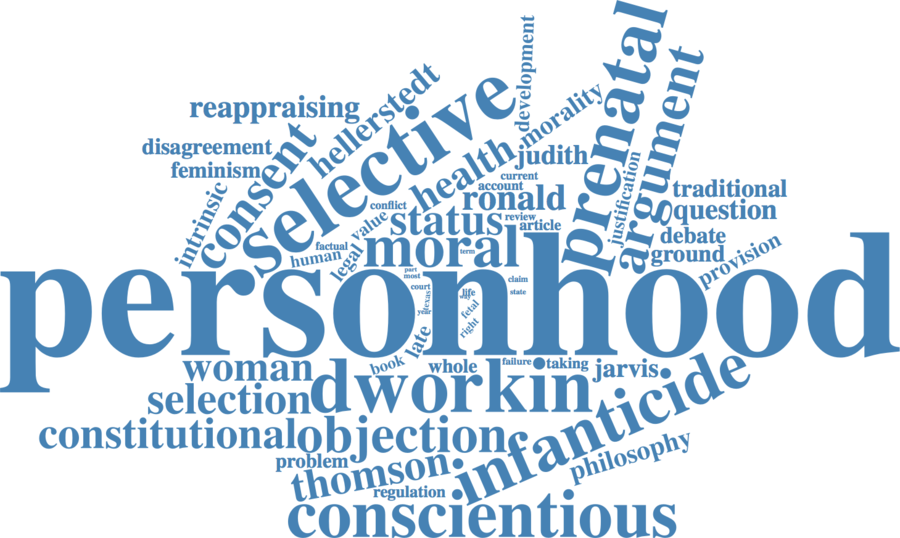 development
prenatal
hellerstedt
selective
morality
argument
reappraising
disagreement
consent
health
judith
feminism
current
account
justification
traditional
intrinsic
ronald
conflict
value
status
review
article
question
factual
human
legal
moral
term
debate
ground
provision
personhood
part
most
court
texas
year
life
way
fetal
right
claim
state
late
book
whole
failure
taking
jarvis
woman
dworkin
selection
infanticide
constitutional
objection
problem
thomson
philosophy
regulation
conscientious